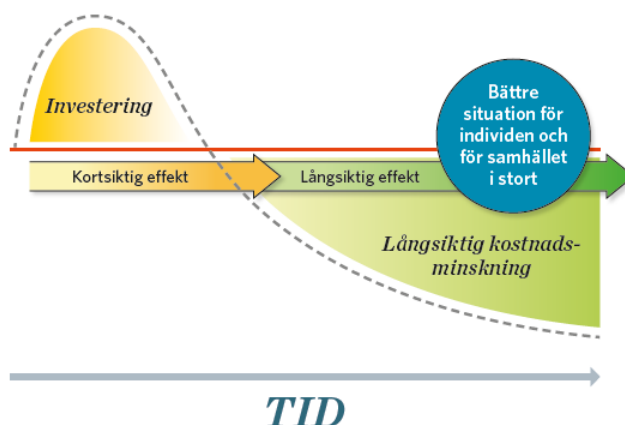 Investering
Bättre
situation för
individen och
för samhället
i stort
Kortsiktig effekt
Långsiktig effekt
Långsiktig kostnads-
minskning
TID